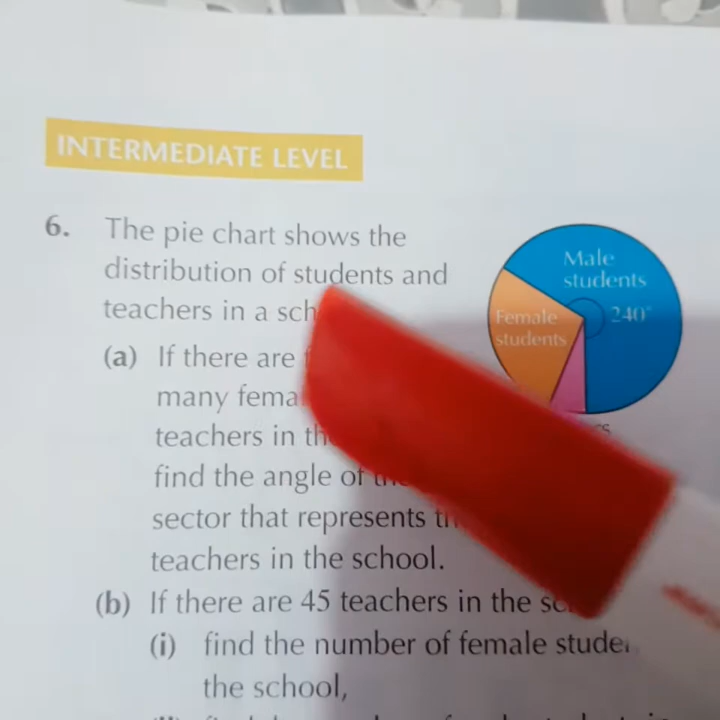 INTERMEDIATE LEVEL
6. The pie chart shows the
distribution of students and
teachers in a sch
(a) If there are
many fema
teachers in th
find the angle of
sector that represents
teachers in the school.
(b) If there are 45 teachers in the
(i) find the number of female stude
the school,
Male
students
240°
Female
students